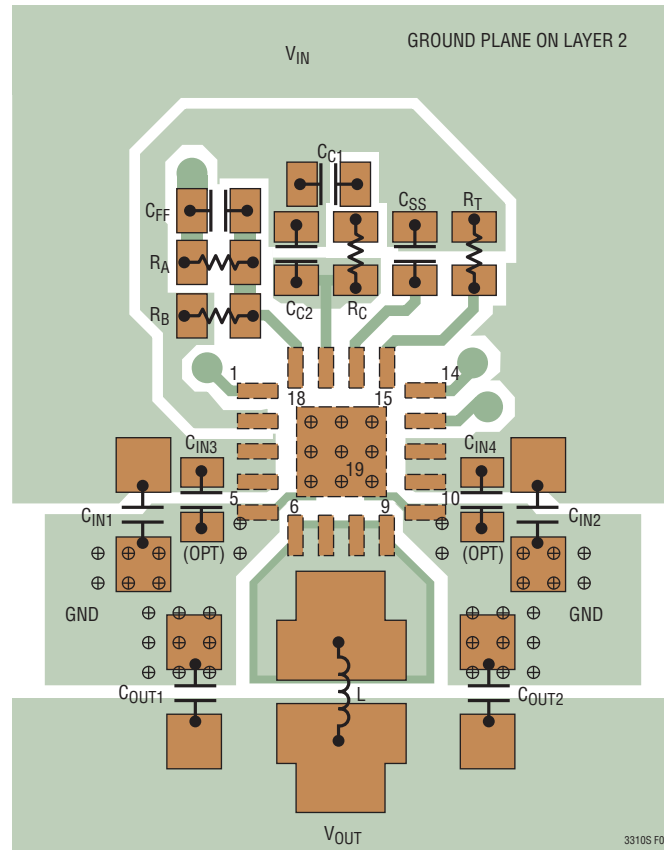 GROUND PLANE ON LAYER 2
VIN
CC1
CFF
CSS
RT
RA
CC2
RC
RB
1
14
18
15
CIN3
19
CIN4
CIN1
5
6
9
10
CIN2
(OPT)
(OPT)
GND
GND
COUT1
L
COUT2
VOUT
3310S F0